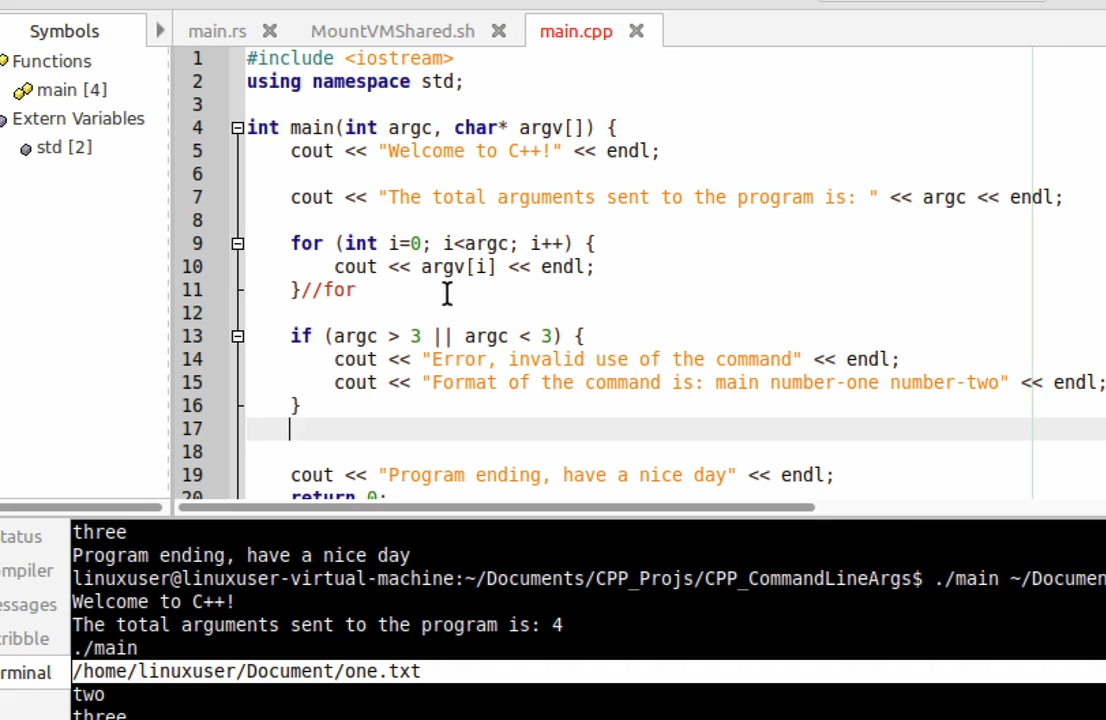 Symbols
main.rs
MountVMShared.sh
main.cpp
Functions
main [4]
Extern Variables
std [2]
1 #include <iostream>
2 using namespace std;
3
4 int main(int argc, char* argv[]) {
5 cout << "Welcome to C++!" << endl;
6
7 cout << "The total arguments sent to the program is: " << argc << endl;
8
9 for (int i=0; i<argc; i++) {
10 cout << argv[i] << endl;
11 }//for
12
13 if (argc > 3 || argc < 3) {
14 cout << "Error, invalid use of the command" << endl;
15 cout << "Format of the command is: main number-one number-two" << endl;
16 }
17
18
19 cout << "Program ending, have a nice day" << endl;
20 return 0;
tatus
ompiler
essages
cribble
rminal
three
Program ending, have a nice day
linuxuser@linuxuser-virtual-machine:~/Documents/CPP_Projs/CPP_CommandLineArgs$ ./main ~/Documen
Welcome to C++!
The total arguments sent to the program is: 4
./main
/home/linuxuser/Document/one.txt
two
three